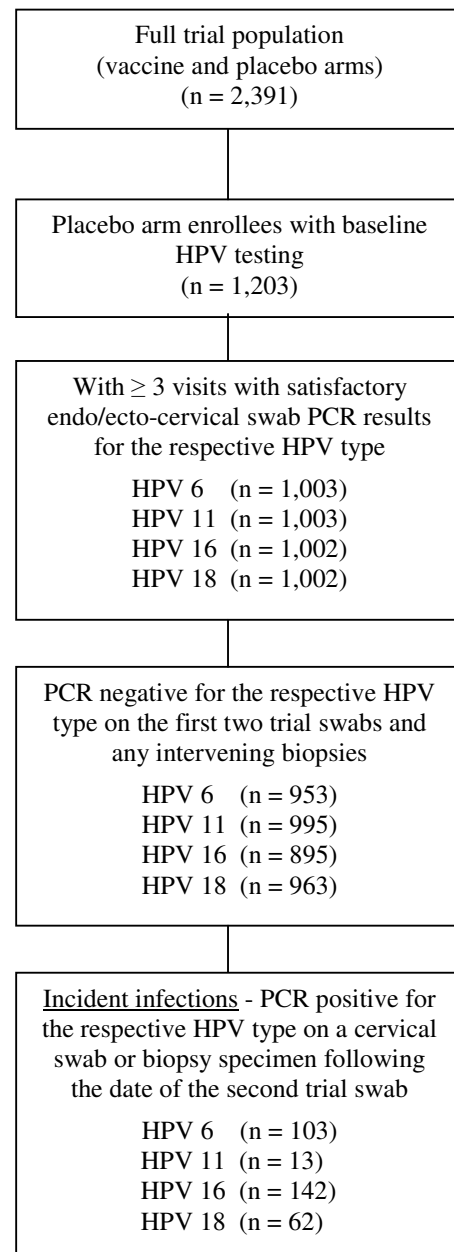 Full trial population
(vaccine and placebo arms)
(n = 2,391)
Placebo arm enrollees with baseline
HPV testing
(n = 1,203)
With ≥ 3 visits with satisfactory
endo/ecto-cervical swab PCR results
for the respective HPV type
HPV 6 (n = 1,003)
HPV 11 (n = 1,003)
HPV 16 (n = 1,002)
HPV 18 (n = 1,002)
PCR negative for the respective HPV
type on the first two trial swabs and
any intervening biopsies
HPV 6 (n = 953)
HPV 11 (n = 995)
HPV 16 (n = 895)
HPV 18 (n = 963)
Incident infections - PCR positive for
the respective HPV type on a cervical
swab or biopsy specimen following
the date of the second trial swab
HPV 6 (n = 103)
HPV 11 (n = 13)
HPV 16 (n = 142)
HPV 18 (n = 62)